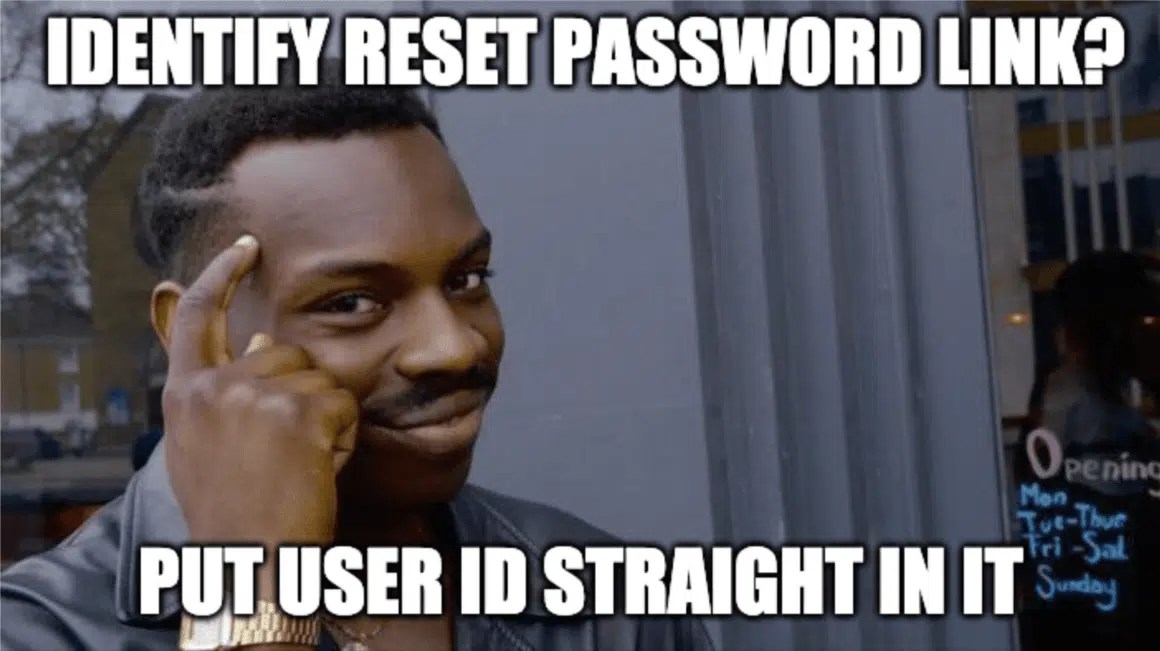 IDENTIFY RESET PASSWORD LINK?
Opening
Mon
Tue-Thur
Fri-Sat
Sunday
PUT USER ID STRAIGHT IN IT